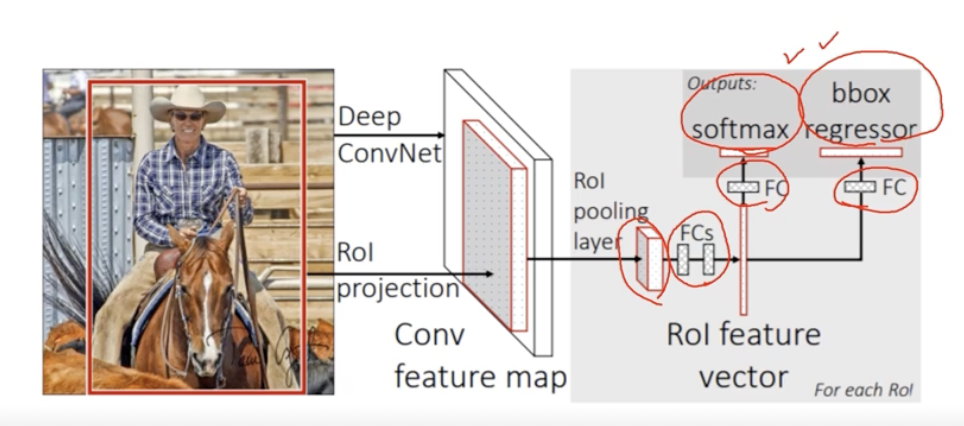 Deep
ConvNet
RoI
projection
Conv
feature map
RoI
pooling
layer
FCs
RoI feature
vector
For each RoI
Outputs:
softmax
bbox
regressor
FC
FC